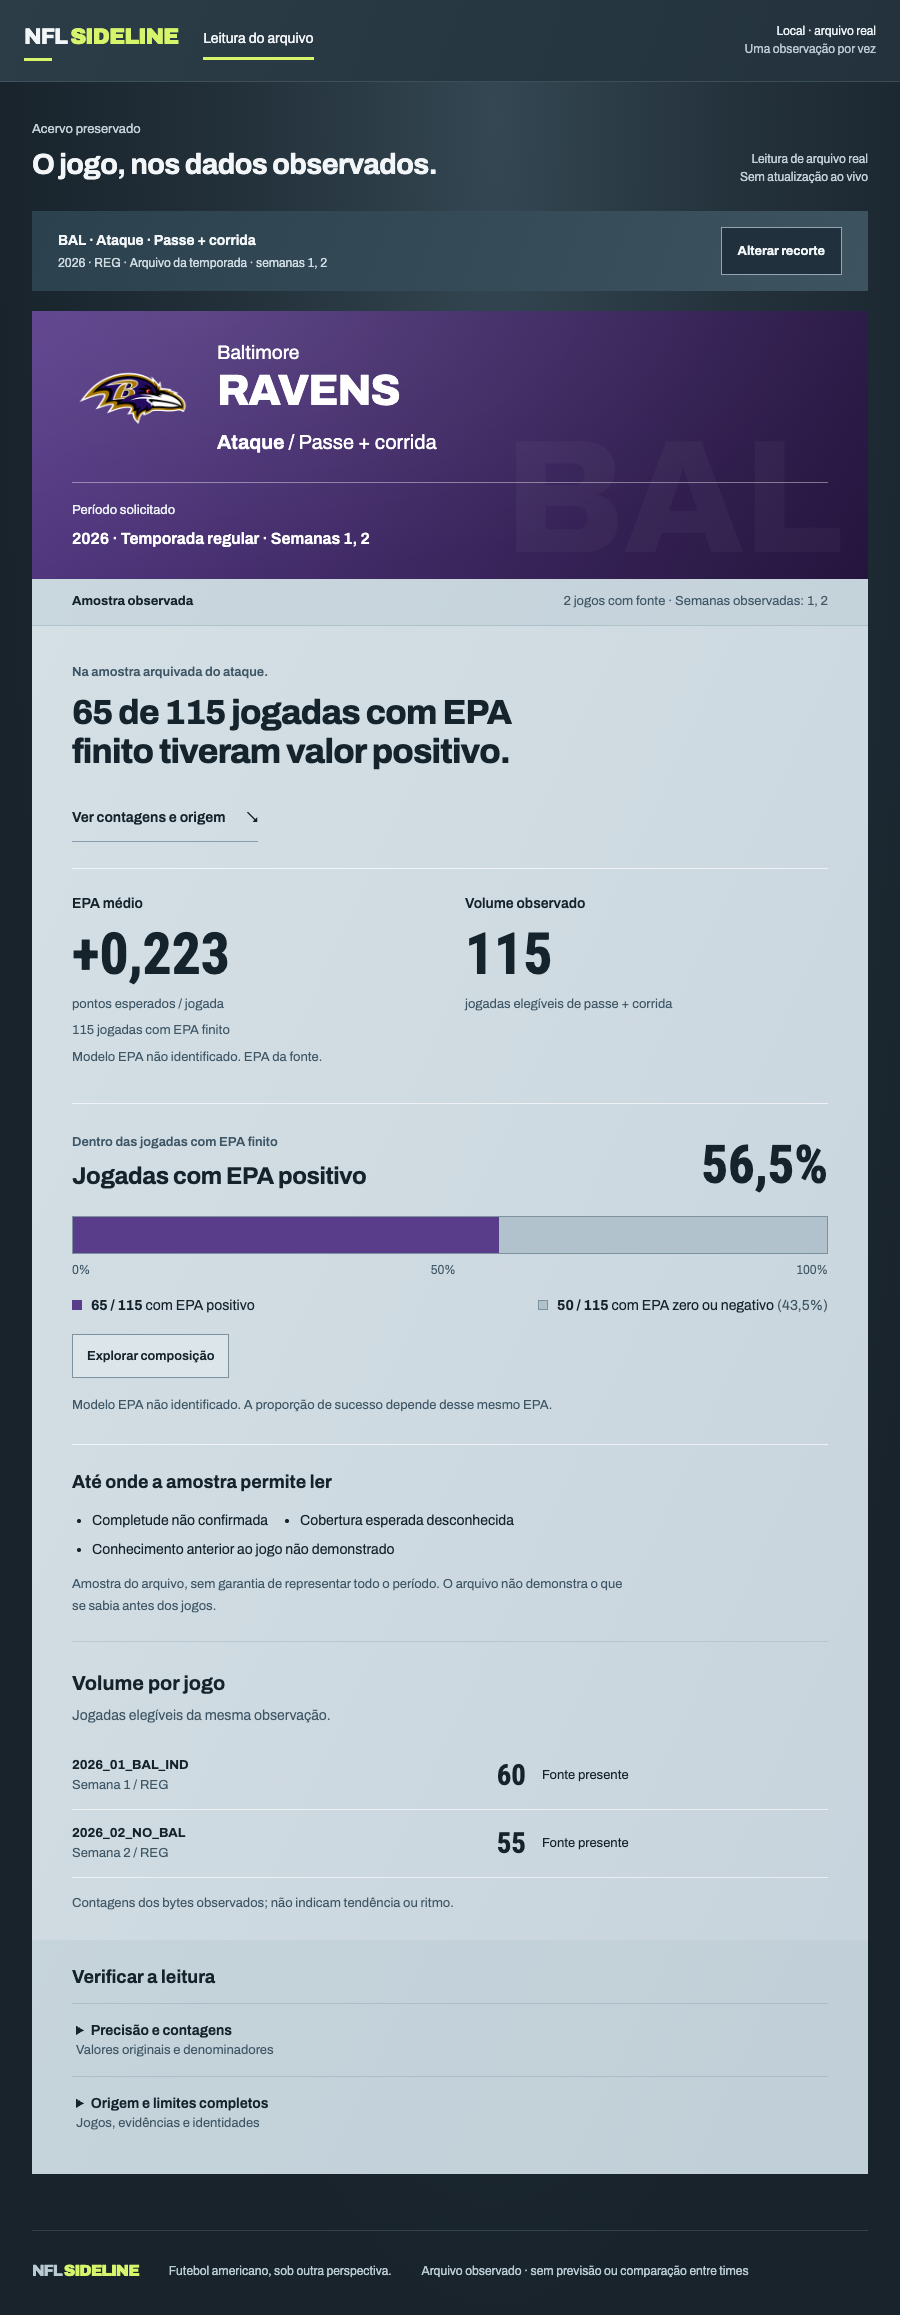 NFL SIDELINE
Leitura do arquivo
Local · arquivo real
Uma observação por vez
Acervo preservado
O jogo, nos dados observados.
Leitura de arquivo real
Sem atualização ao vivo
BAL · Ataque · Passe + corrida
2026 · REG · Arquivo da temporada · semanas 1, 2
Alterar recorte
Baltimore
RAVENS
Ataque / Passe + corrida
BAL
Período solicitado
2026 · Temporada regular · Semanas 1, 2
Amostra observada
2 jogos com fonte · Semanas observadas: 1, 2
Na amostra arquivada do ataque.
65 de 115 jogadas com EPA
finito tiveram valor positivo.
Ver contagens e origem ↘
EPA médio
+0,223
pontos esperados / jogada
115 jogadas com EPA finito
Modelo EPA não identificado. EPA da fonte.
Volume observado
115
jogadas elegíveis de passe + corrida
Dentro das jogadas com EPA finito
Jogadas com EPA positivo
56,5%
0% 50% 100%
65 / 115 com EPA positivo
50 / 115 com EPA zero ou negativo (43,5%)
Explorar composição
Modelo EPA não identificado. A proporção de sucesso depende desse mesmo EPA.
Até onde a amostra permite ler
• Completude não confirmada • Cobertura esperada desconhecida
• Conhecimento anterior ao jogo não demonstrado
Amostra do arquivo, sem garantia de representar todo o período. O arquivo não demonstra o que
se sabia antes dos jogos.
Volume por jogo
Jogadas elegíveis da mesma observação.
2026_01_BAL_IND
Semana 1 / REG
60 Fonte presente
2026_02_NO_BAL
Semana 2 / REG
55 Fonte presente
Contagens dos bytes observados; não indicam tendência ou ritmo.
Verificar a leitura
▶ Precisão e contagens
Valores originais e denominadores
▶ Origem e limites completos
Jogos, evidências e identidades
NFL SIDELINE
Futebol americano, sob outra perspectiva.
Arquivo observado · sem previsão ou comparação entre times